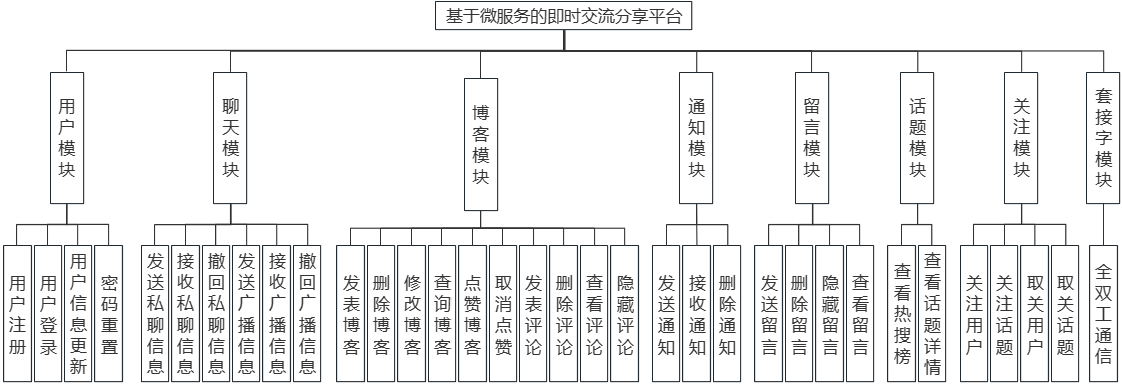 基于微服务的即时交流分享平台
用户模块
聊天模块
博客模块
通知模块
留言模块
话题模块
关注模块
套接字模块
用户注册
用户登录
用户信息更新
密码重置
发送私聊信息
接收私聊信息
撤回私聊信息
发送广播信息
接收广播信息
撤回广播信息
发表博客
删除博客
修改博客
查询博客
点赞博客
取消点赞
发表评论
删除评论
查看评论
隐藏评论
发送通知
接收通知
删除通知
发送留言
删除留言
隐藏留言
查看留言
查看热搜榜
查看话题详情
关注用户
关注话题
取关用户
取关话题
全双工通信